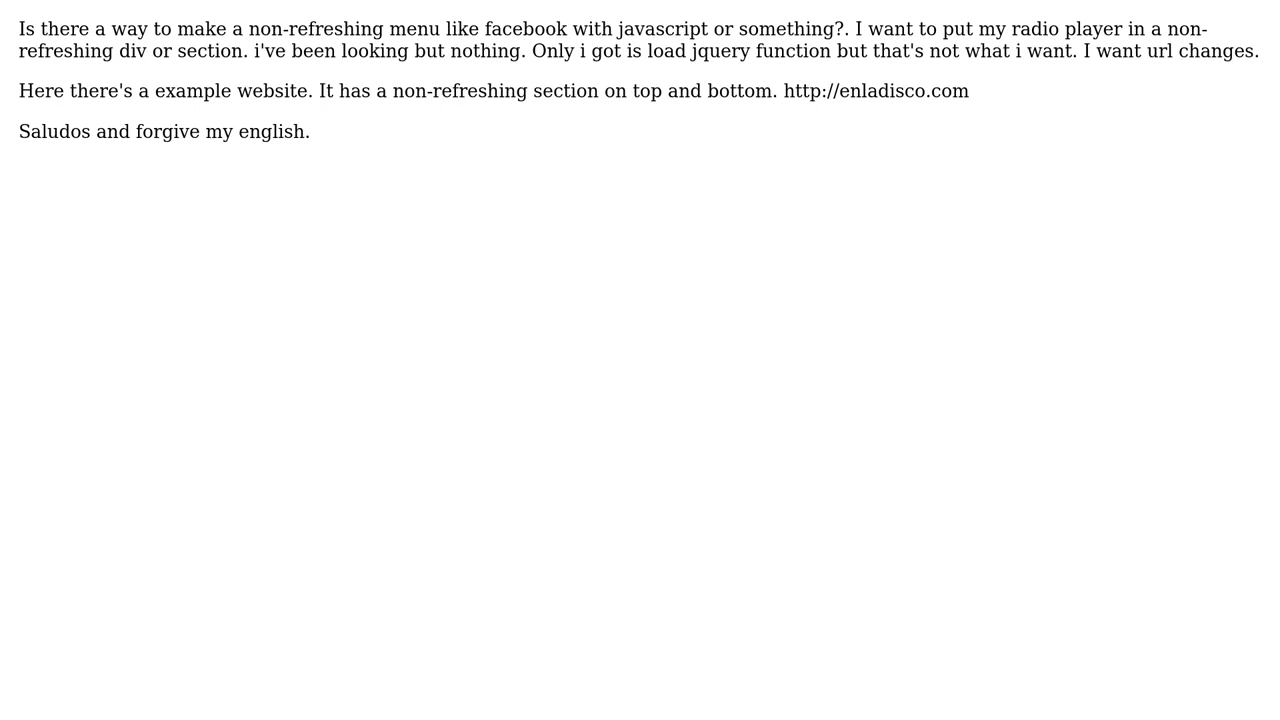 Is there a way to make a non-refreshing menu like facebook with javascript or something?. I want to put my radio player in a non-
refreshing div or section. i've been looking but nothing. Only i got is load jquery function but that's not what i want. I want url changes.
Here there's a example website. It has a non-refreshing section on top and bottom. http://enladisco.com
Saludos and forgive my english.